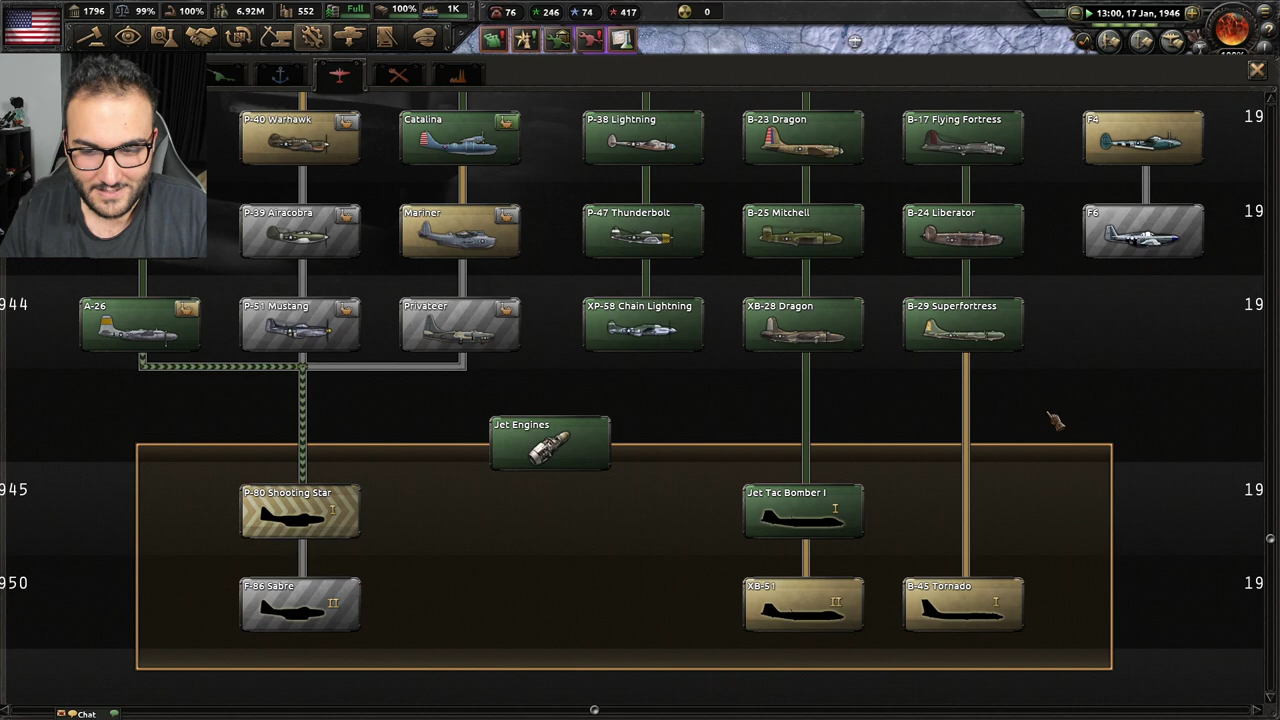 1796 99% 100% 6.92M 552 Full 100% 1K 76 246 74 417 0 13:00, 17 Jan, 1946
100%
P-40 Warhawk Catalina P-38 Lightning B-23 Dragon B-17 Flying Fortress F4 19
P-39 Airacobra Mariner P-47 Thunderbolt B-25 Mitchell B-24 Liberator F6 19
944 A-26 P-51 Mustang Privateer XP-58 Chain Lightning XB-28 Dragon B-29 Superfortress 19
Jet Engines
945 P-80 Shooting Star I Jet Tac Bomber I I 19
950 F-86 Sabre II XB-51 II B-45 Tornado I 19
Chat